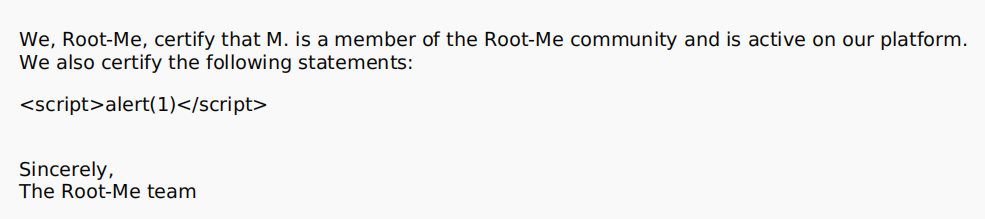 We, Root-Me, certify that M. is a member of the Root-Me community and is active on our platform.
We also certify the following statements:
<script>alert(1)</script>
Sincerely,
The Root-Me team